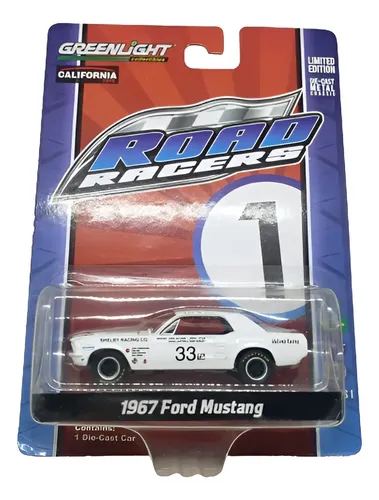 GREENLIGHT
collectibles
CALIFORNIA
LIMITED
EDITION
DIE-CAST
METAL
CHASSIS
ROAD
RACERS
1
SHELBY RACING CO.
33
1967 Ford Mustang
Contains:
1 Die-Cast Car